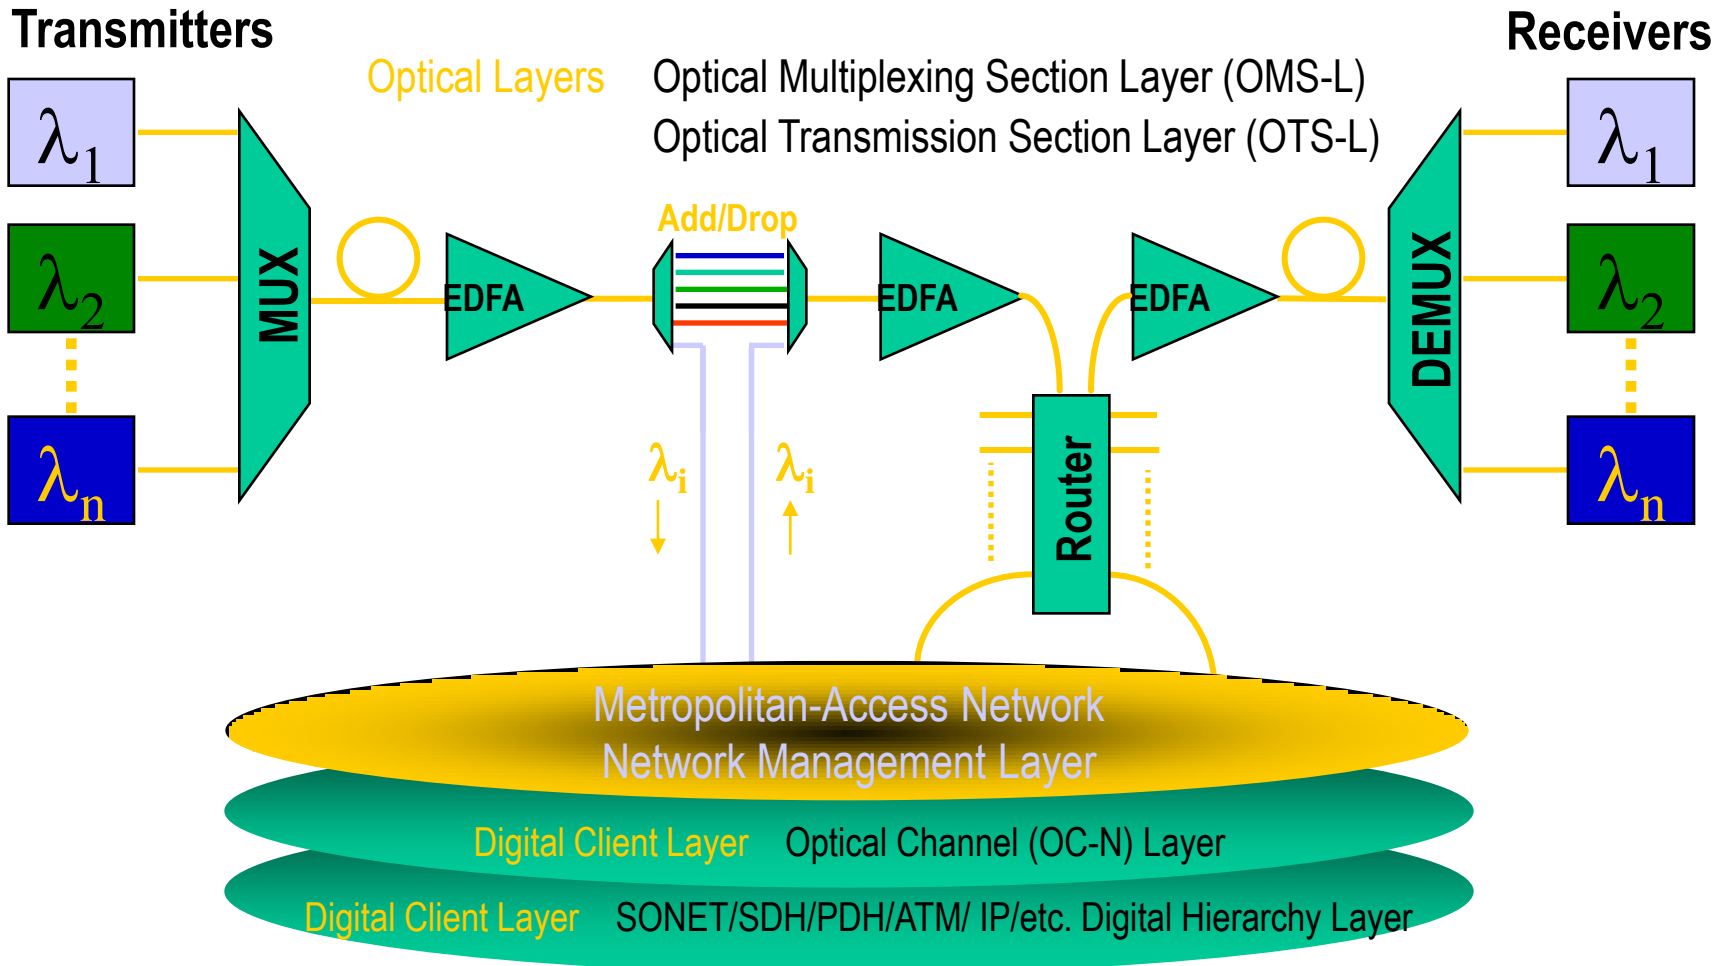 Transmitters
Receivers
Optical Layers Optical Multiplexing Section Layer (OMS-L)
Optical Transmission Section Layer (OTS-L)
λ1
λ1
Add/Drop
λ2
MUX
EDFA
EDFA
EDFA
DEMUX
λ2
λn
λi
λi
Router
λn
Metropolitan-Access Network
Network Management Layer
Digital Client Layer Optical Channel (OC-N) Layer
Digital Client Layer SONET/SDH/PDH/ATM/ IP/etc. Digital Hierarchy Layer